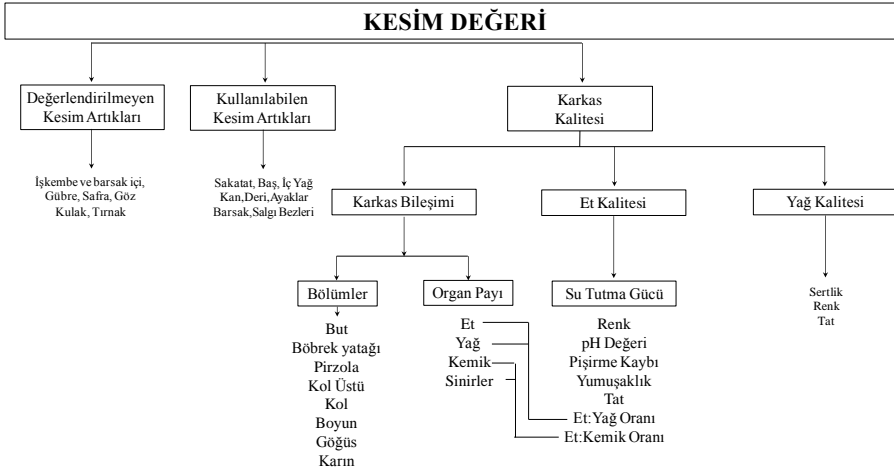 KESİM DEĞERİ
Değerlendirilmeyen
Kesim Artıkları
Kullanılabilen
Kesim Artıkları
Karkas
Kalitesi
İşkembe ve barsak içi,
Gübre, Safra, Göz
Kulak, Tırnak
Sakatat, Baş, İç Yağ
Kan,Deri,Ayaklar
Barsak,Salgı Bezleri
Karkas Bileşimi
Et Kalitesi
Yağ Kalitesi
Bölümler
Organ Payı
Su Tutma Gücü
Sertlik
Renk
Tat
But
Böbrek yatağı
Pirzola
Kol Üstü
Kol
Boyun
Göğüs
Karın
Et
Yağ
Kemik
Sinirler
Renk
pH Değeri
Pişirme Kaybı
Yumuşaklık
Tat
Et:Yağ Oranı
Et:Kemik Oranı